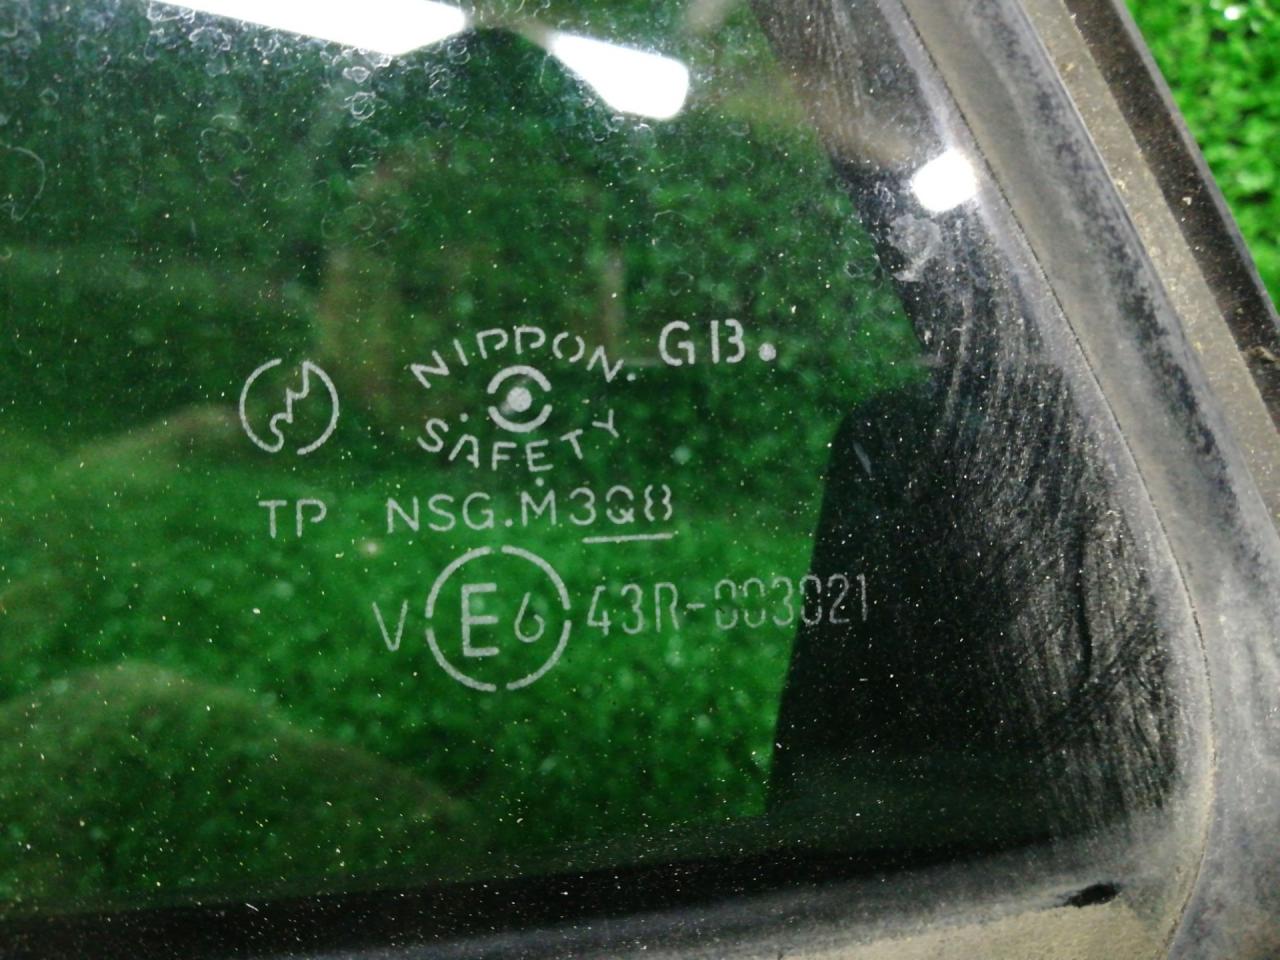 NIPPON. GB.
SAFETY
TP NSG.M3Q8
V E6 43R-003021